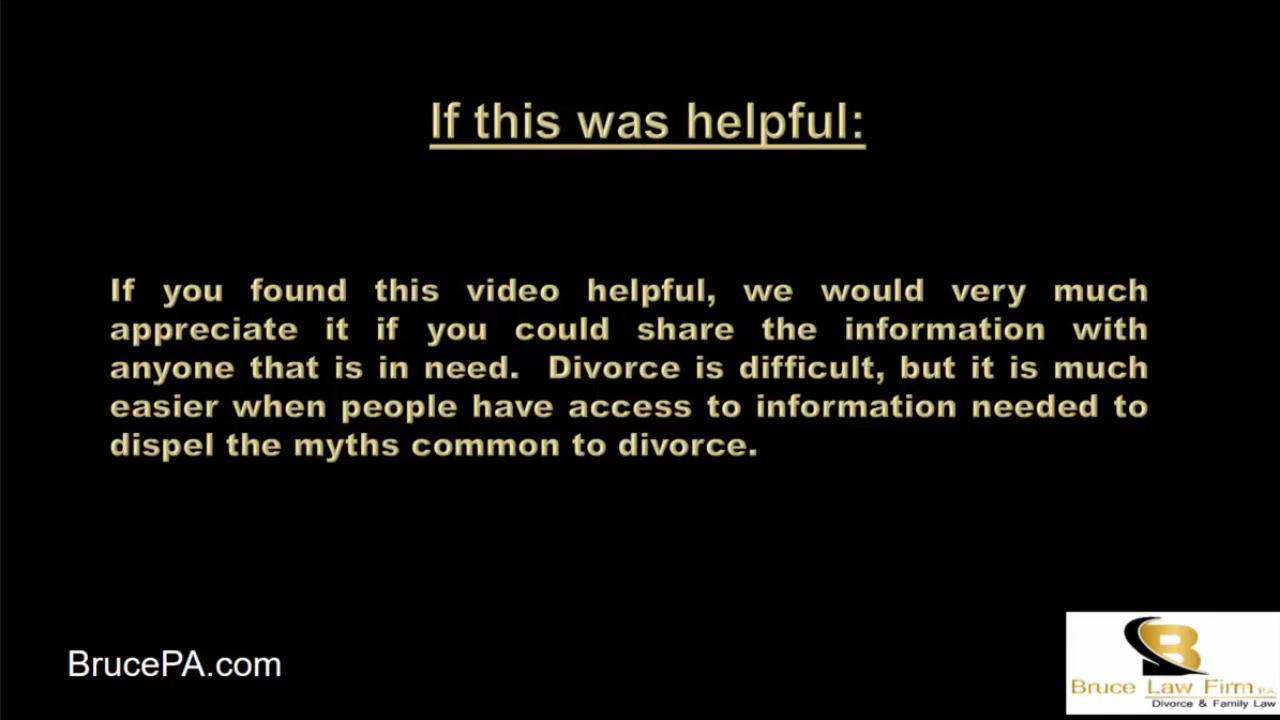 If this was helpful:
If you found this video helpful, we would very much
appreciate it if you could share the information with
anyone that is in need. Divorce is difficult, but it is much
easier when people have access to information needed to
dispel the myths common to divorce.
BrucePA.com
B
Bruce Law Firm P.A.
Divorce & Family Law